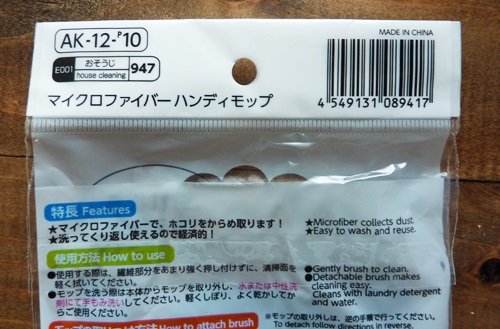 AK-12-P10
MADE IN CHINA
E001 おそうじ house cleaning 947
マイクロファイバーハンディモップ
4 549131 089417
特長 Features
★マイクロファイバーで、ホコリをからめ取ります！
★洗ってくり返し使えるので経済的！
★Microfiber collects dust.
★Easy to wash and reuse.
使用方法 How to use
●使用する際は、繊維部分をあまり強く押し付けずに、清掃面を
軽く拭いてください。
●モップを洗う際は本体からモップを取り外し、水または中性洗
剤にて手もみ洗いしてください。軽くしぼり、よく乾かしてか
らご使用ください。
●Gently brush to clean.
●Detachable brush makes
cleaning easy.
Cleans with laundry detergent
and water.
モップの取りつけ方法 How to attach brush
※モップの取り外しは、逆の手順で行ってください。
To detach follow directions in reverse.